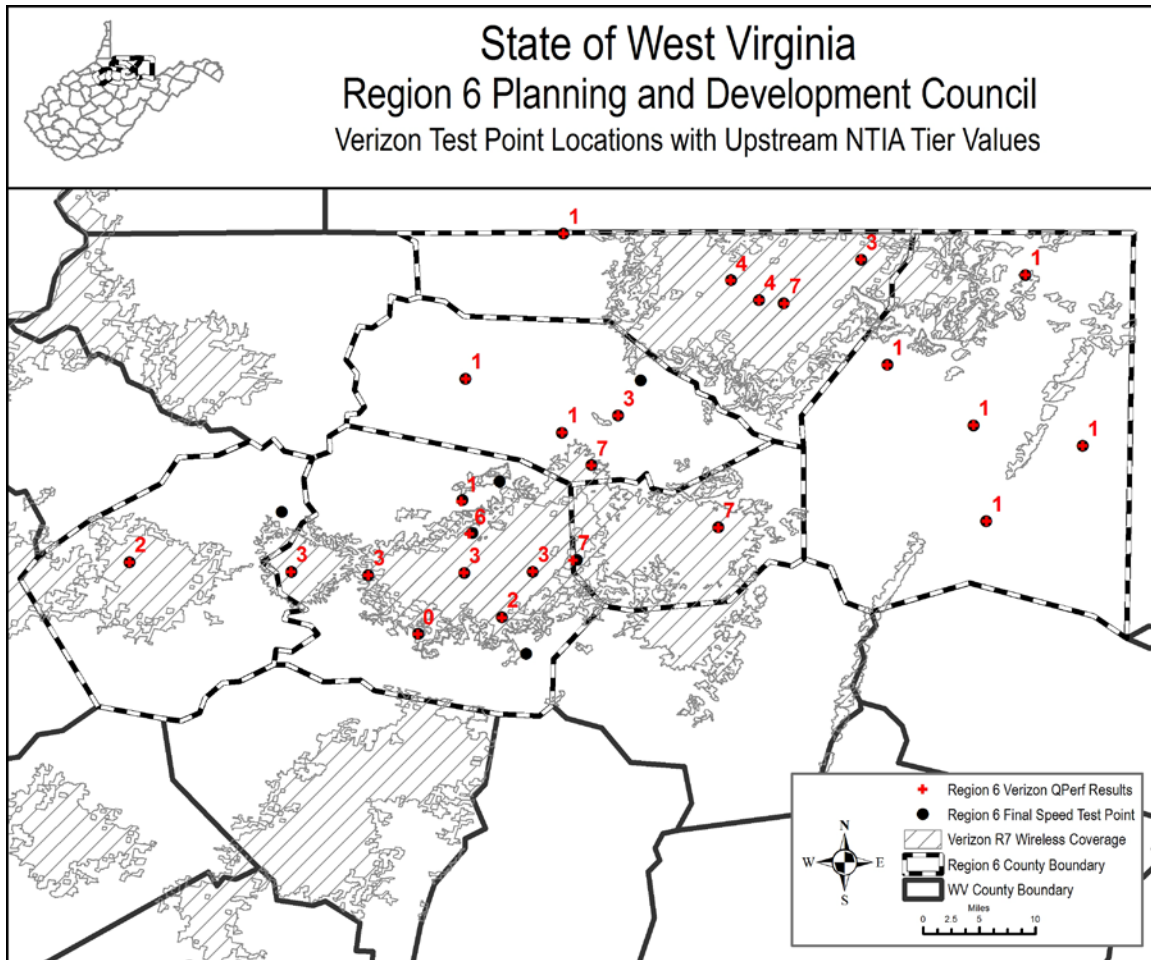 State of West Virginia
Region 6 Planning and Development Council
Verizon Test Point Locations with Upstream NTIA Tier Values
1
3
4
1
4
7
1
1
3
1
1
1
7
1
1
7
6
7
2
3
3
3
3
2
0
Region 6 Verizon QPerf Results
Region 6 Final Speed Test Point
Verizon R7 Wireless Coverage
Region 6 County Boundary
WV County Boundary
N
W E
S
Miles
0 2.5 5 10